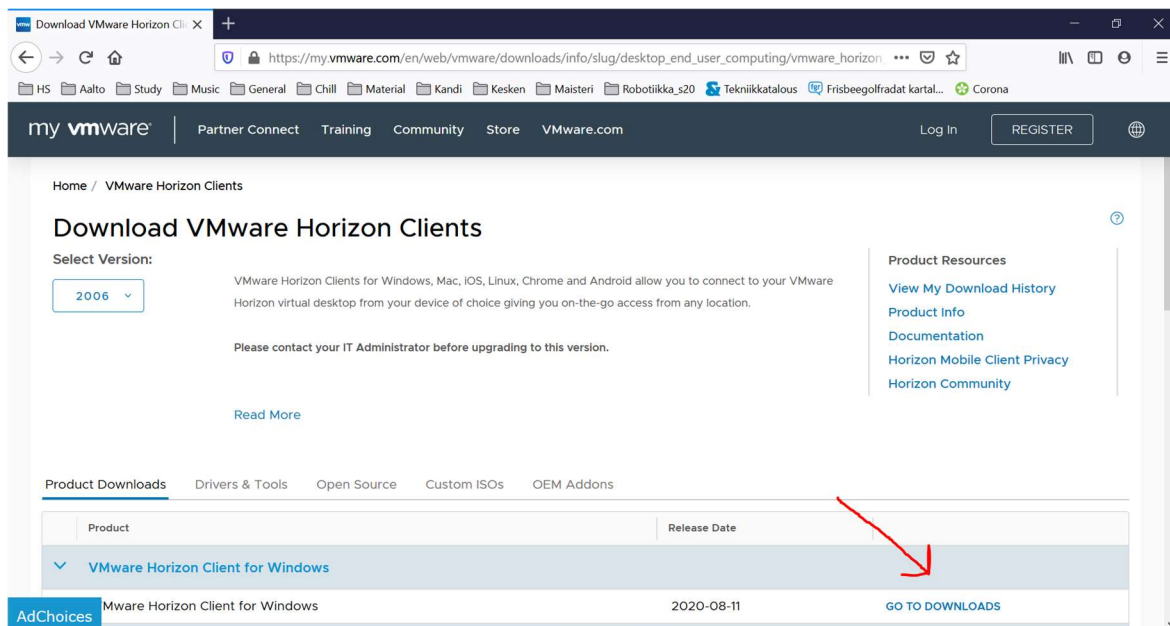 Download VMware Horizon Cli
https://my.vmware.com/en/web/vmware/downloads/info/slug/desktop_end_user_computing/vmware_horizon
HS Aalto Study Music General Chill Material Kandi Kesken Maisteri Robotiikka_s20 Tekniikkatalous Frisbeegolfradat kartal... Corona
my vmware Partner Connect Training Community Store VMware.com Log In REGISTER
Home / VMware Horizon Clients
Download VMware Horizon Clients
Select Version:
2006
VMware Horizon Clients for Windows, Mac, iOS, Linux, Chrome and Android allow you to connect to your VMware
Horizon virtual desktop from your device of choice giving you on-the-go access from any location.
Please contact your IT Administrator before upgrading to this version.
Read More
Product Resources
View My Download History
Product Info
Documentation
Horizon Mobile Client Privacy
Horizon Community
Product Downloads Drivers & Tools Open Source Custom ISOs OEM Addons
Product Release Date
VMware Horizon Client for Windows
Mware Horizon Client for Windows 2020-08-11 GO TO DOWNLOADS
AdChoices